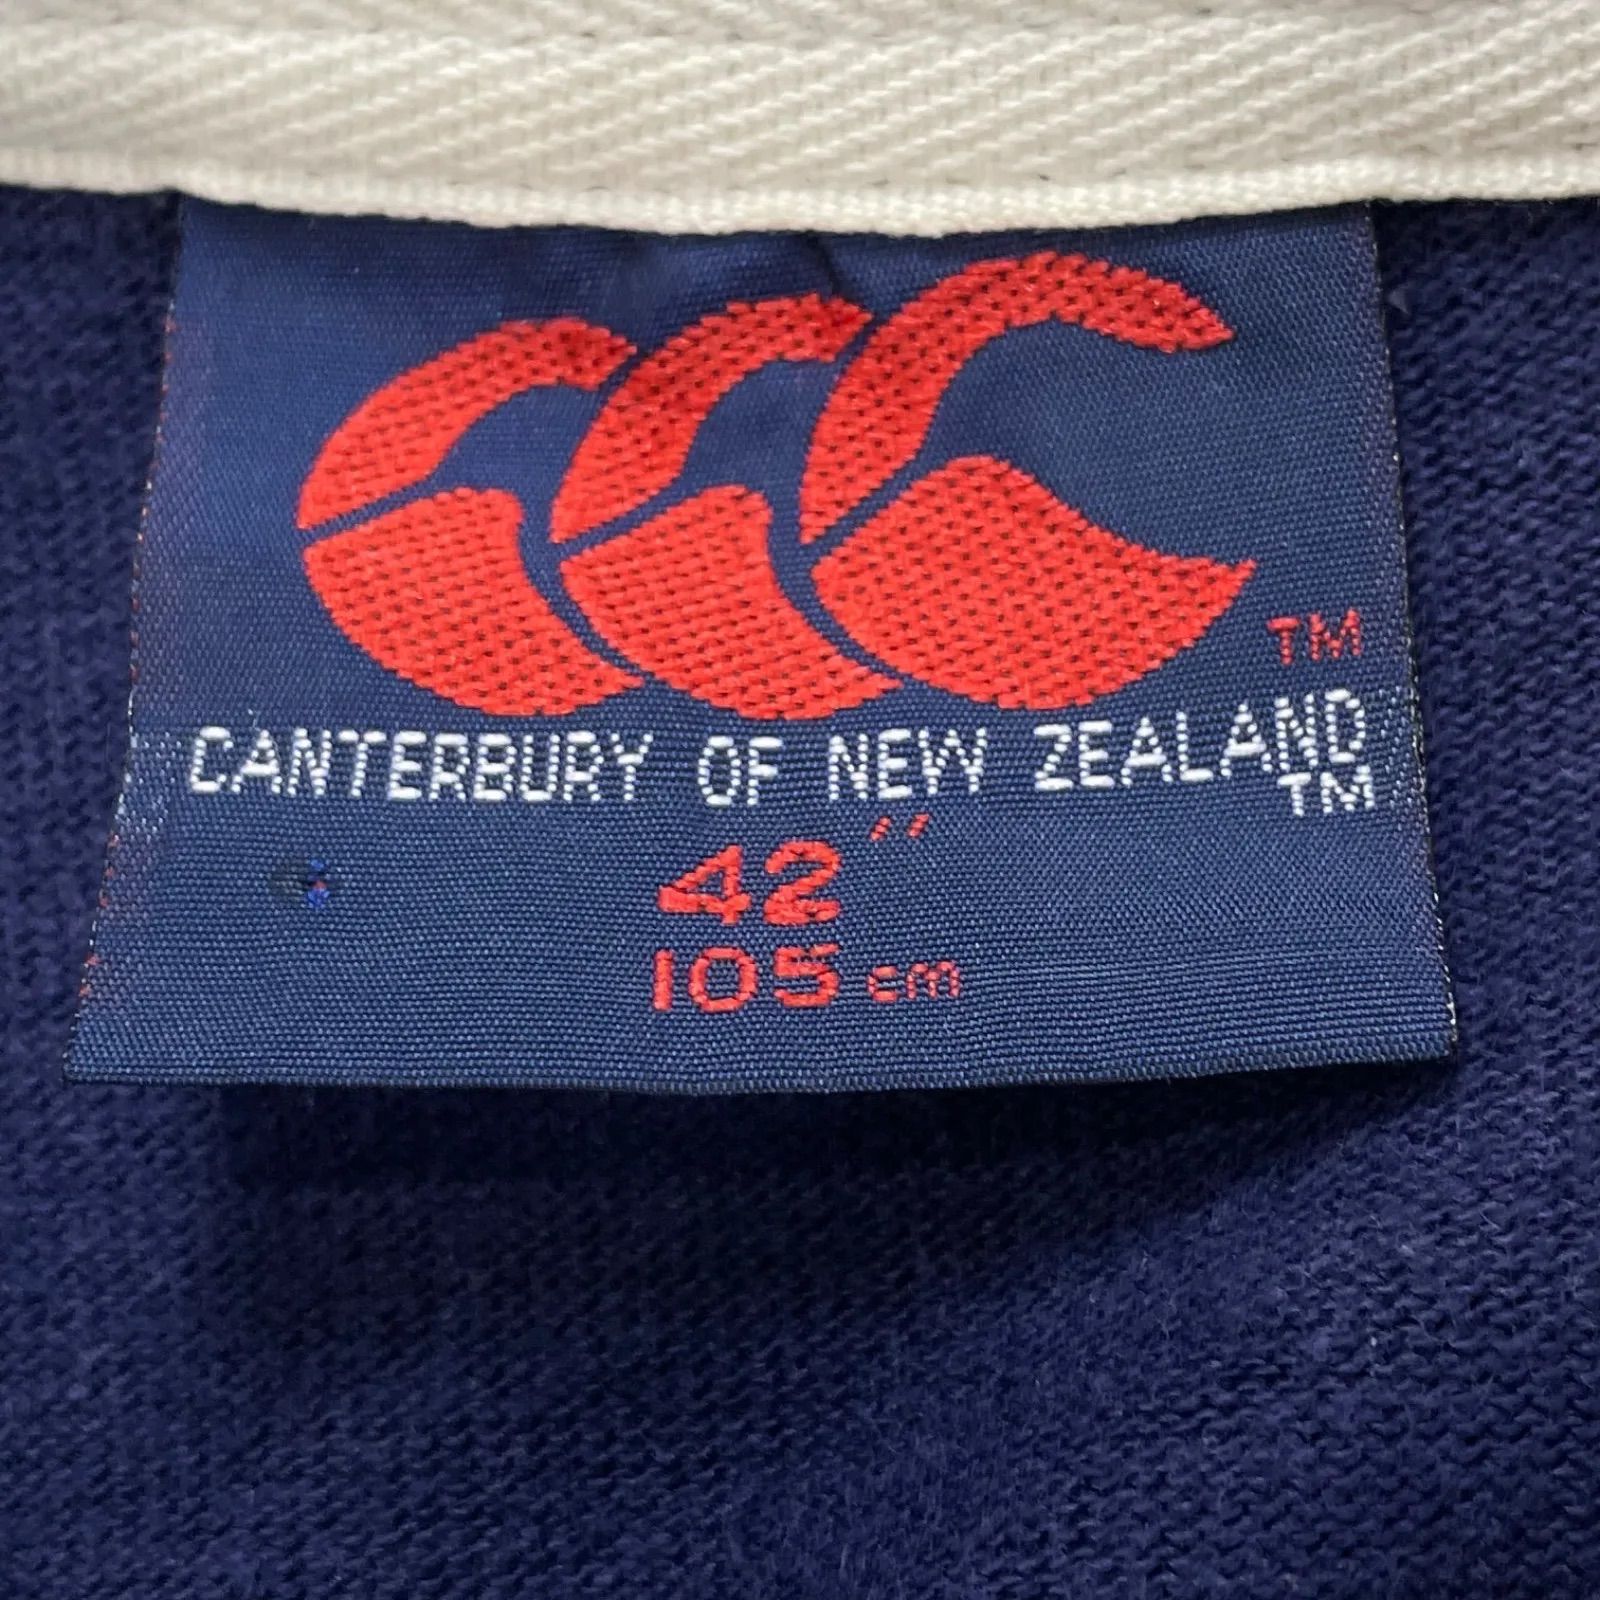 TM
CANTERBURY OF NEW ZEALAND
TM
42"
105 cm